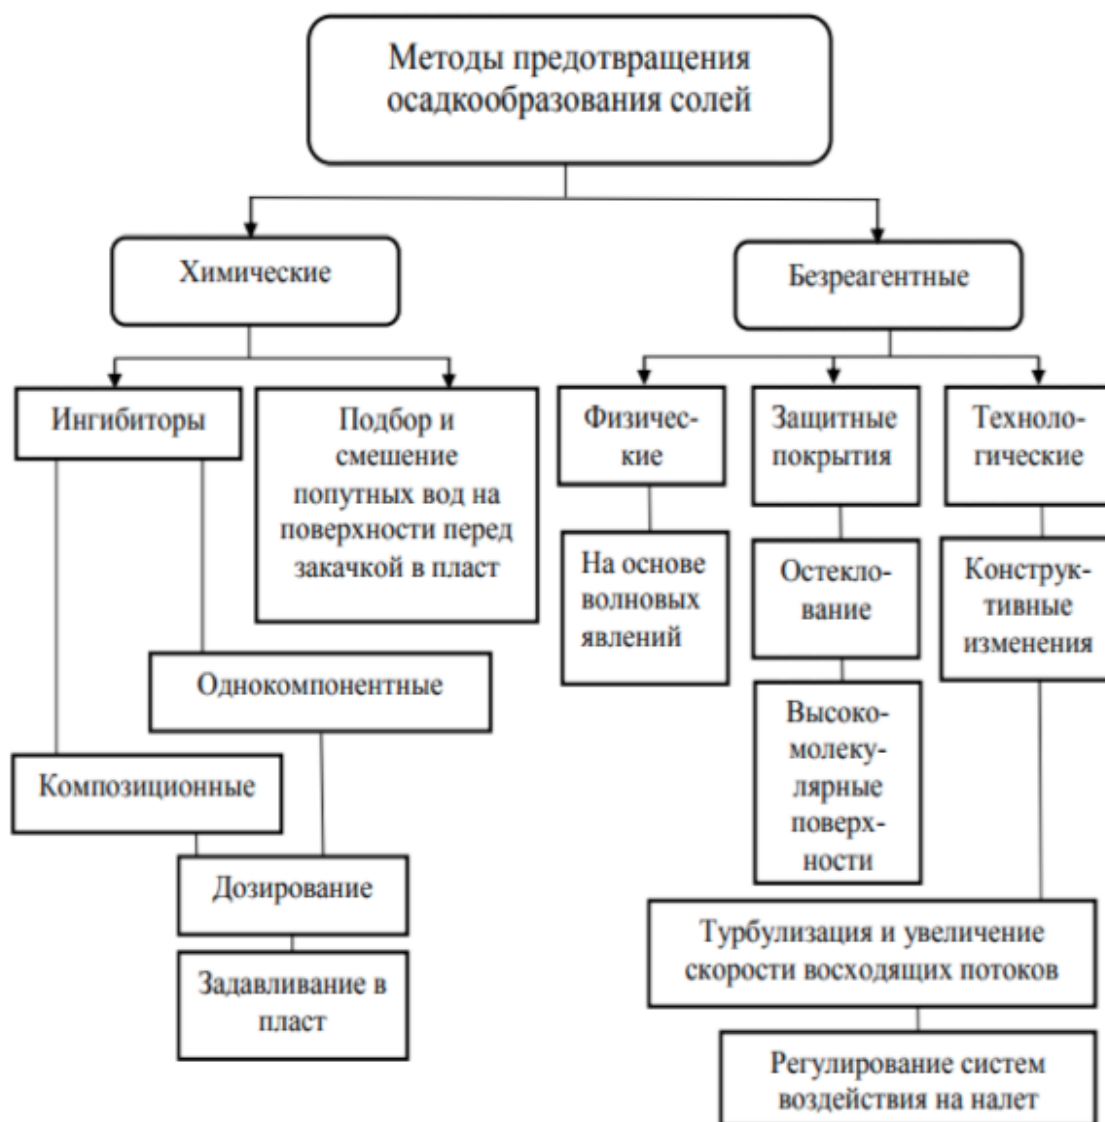 Методы предотвращения
осадкообразования солей
Химические
Безреагентные
Ингибиторы
Подбор и
смешение
попутных вод на
поверхности перед
закачкой в пласт
Физичес-
кие
Защитные
покрытия
Техноло-
гические
На основе
волновых
явлений
Остекло-
вание
Конструк-
тивные
изменения
Однокомпонентные
Высоко-
молеку-
лярные
поверх-
ности
Композиционные
Дозирование
Задавливание в
пласт
Турбулизация и увеличение
скорости восходящих потоков
Регулирование систем
воздействия на налет